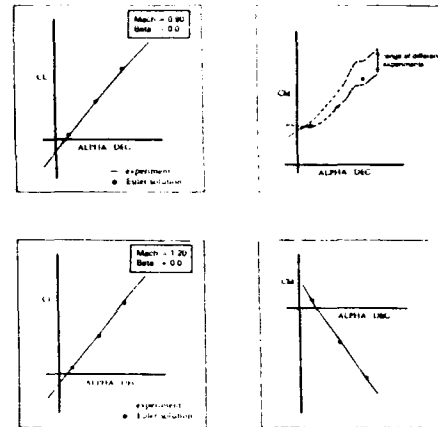 Mach = 0.90
Beta = 0.0
CL
ALPHA DEG
experiment
Euler solution
CM
range of different
experiments
ALPHA DEG
Mach = 1.20
Beta = 0.0
CL
ALPHA DEG
experiment
Euler solution
CM
ALPHA DEG